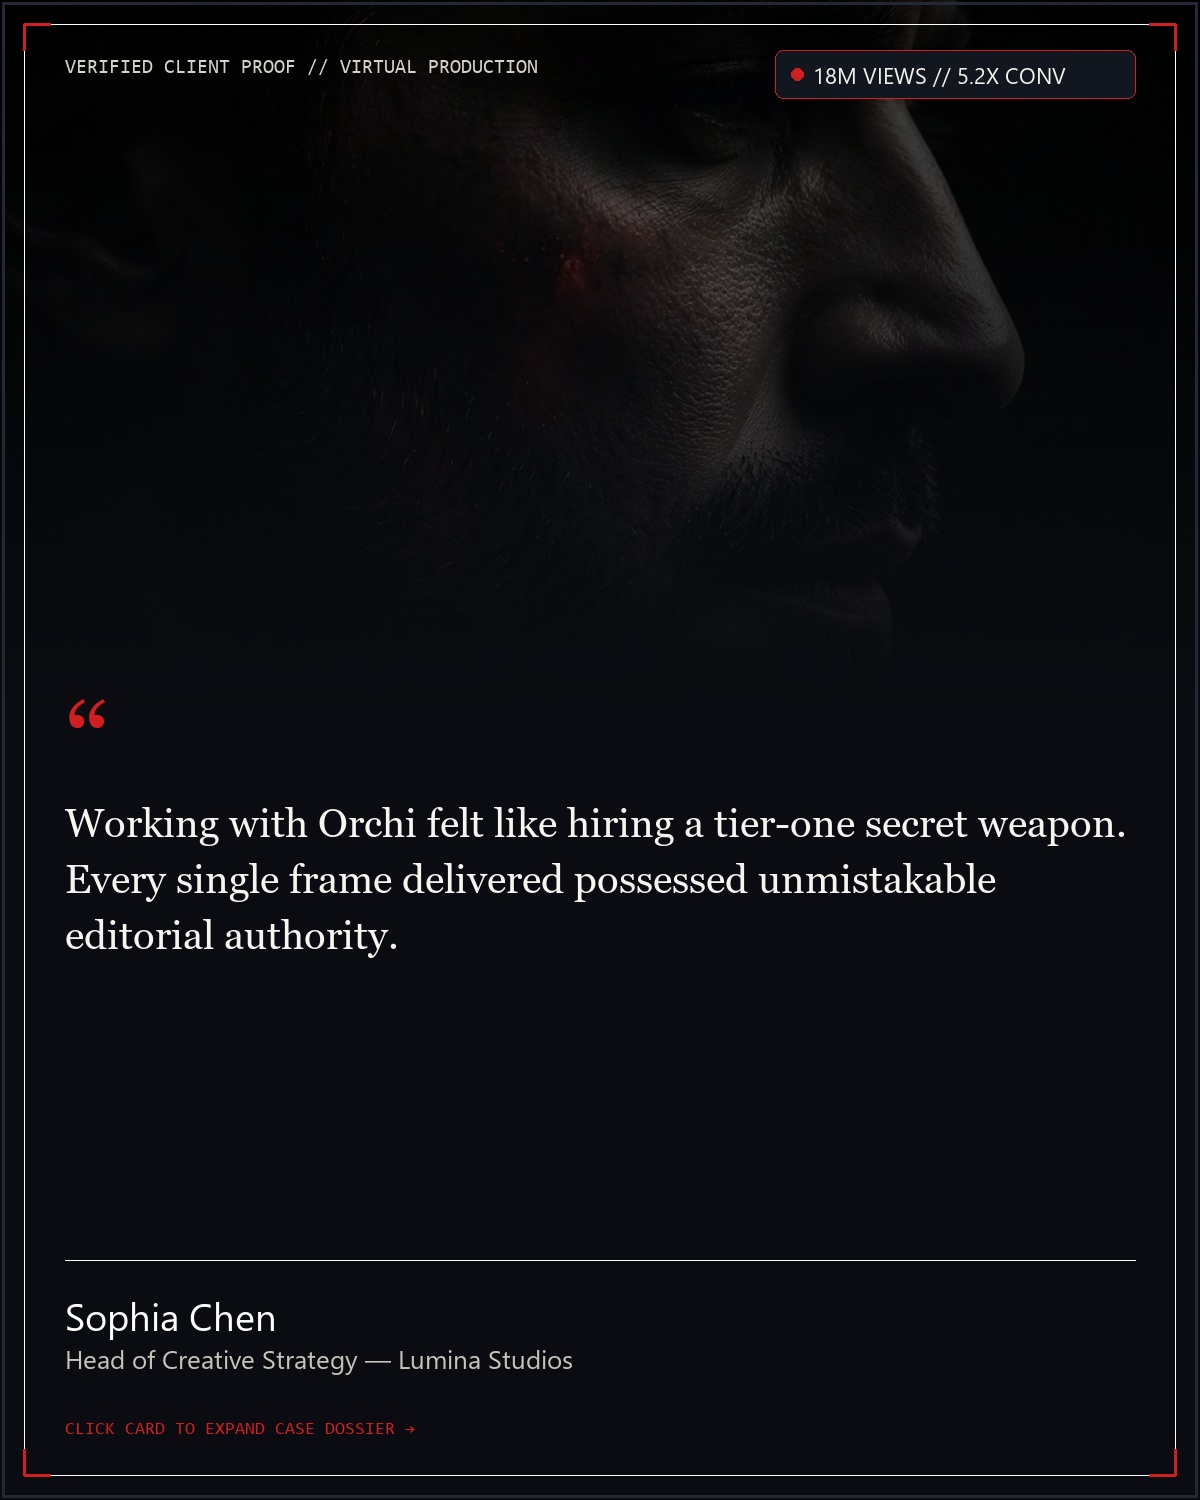 VERIFIED CLIENT PROOF // VIRTUAL PRODUCTION
18M VIEWS // 5.2X CONV
“
Working with Orchi felt like hiring a tier-one secret weapon.
Every single frame delivered possessed unmistakable
editorial authority.
Sophia Chen
Head of Creative Strategy — Lumina Studios
CLICK CARD TO EXPAND CASE DOSSIER →